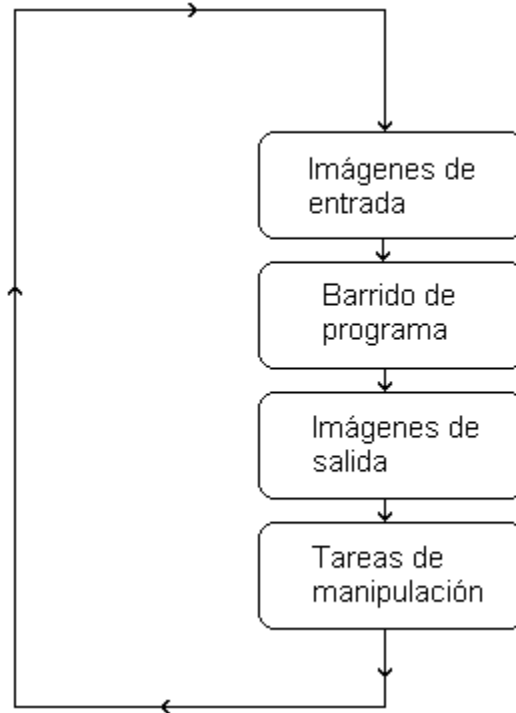 Imágenes de
entrada
Barrido de
programa
Imágenes de
salida
Tareas de
manipulación